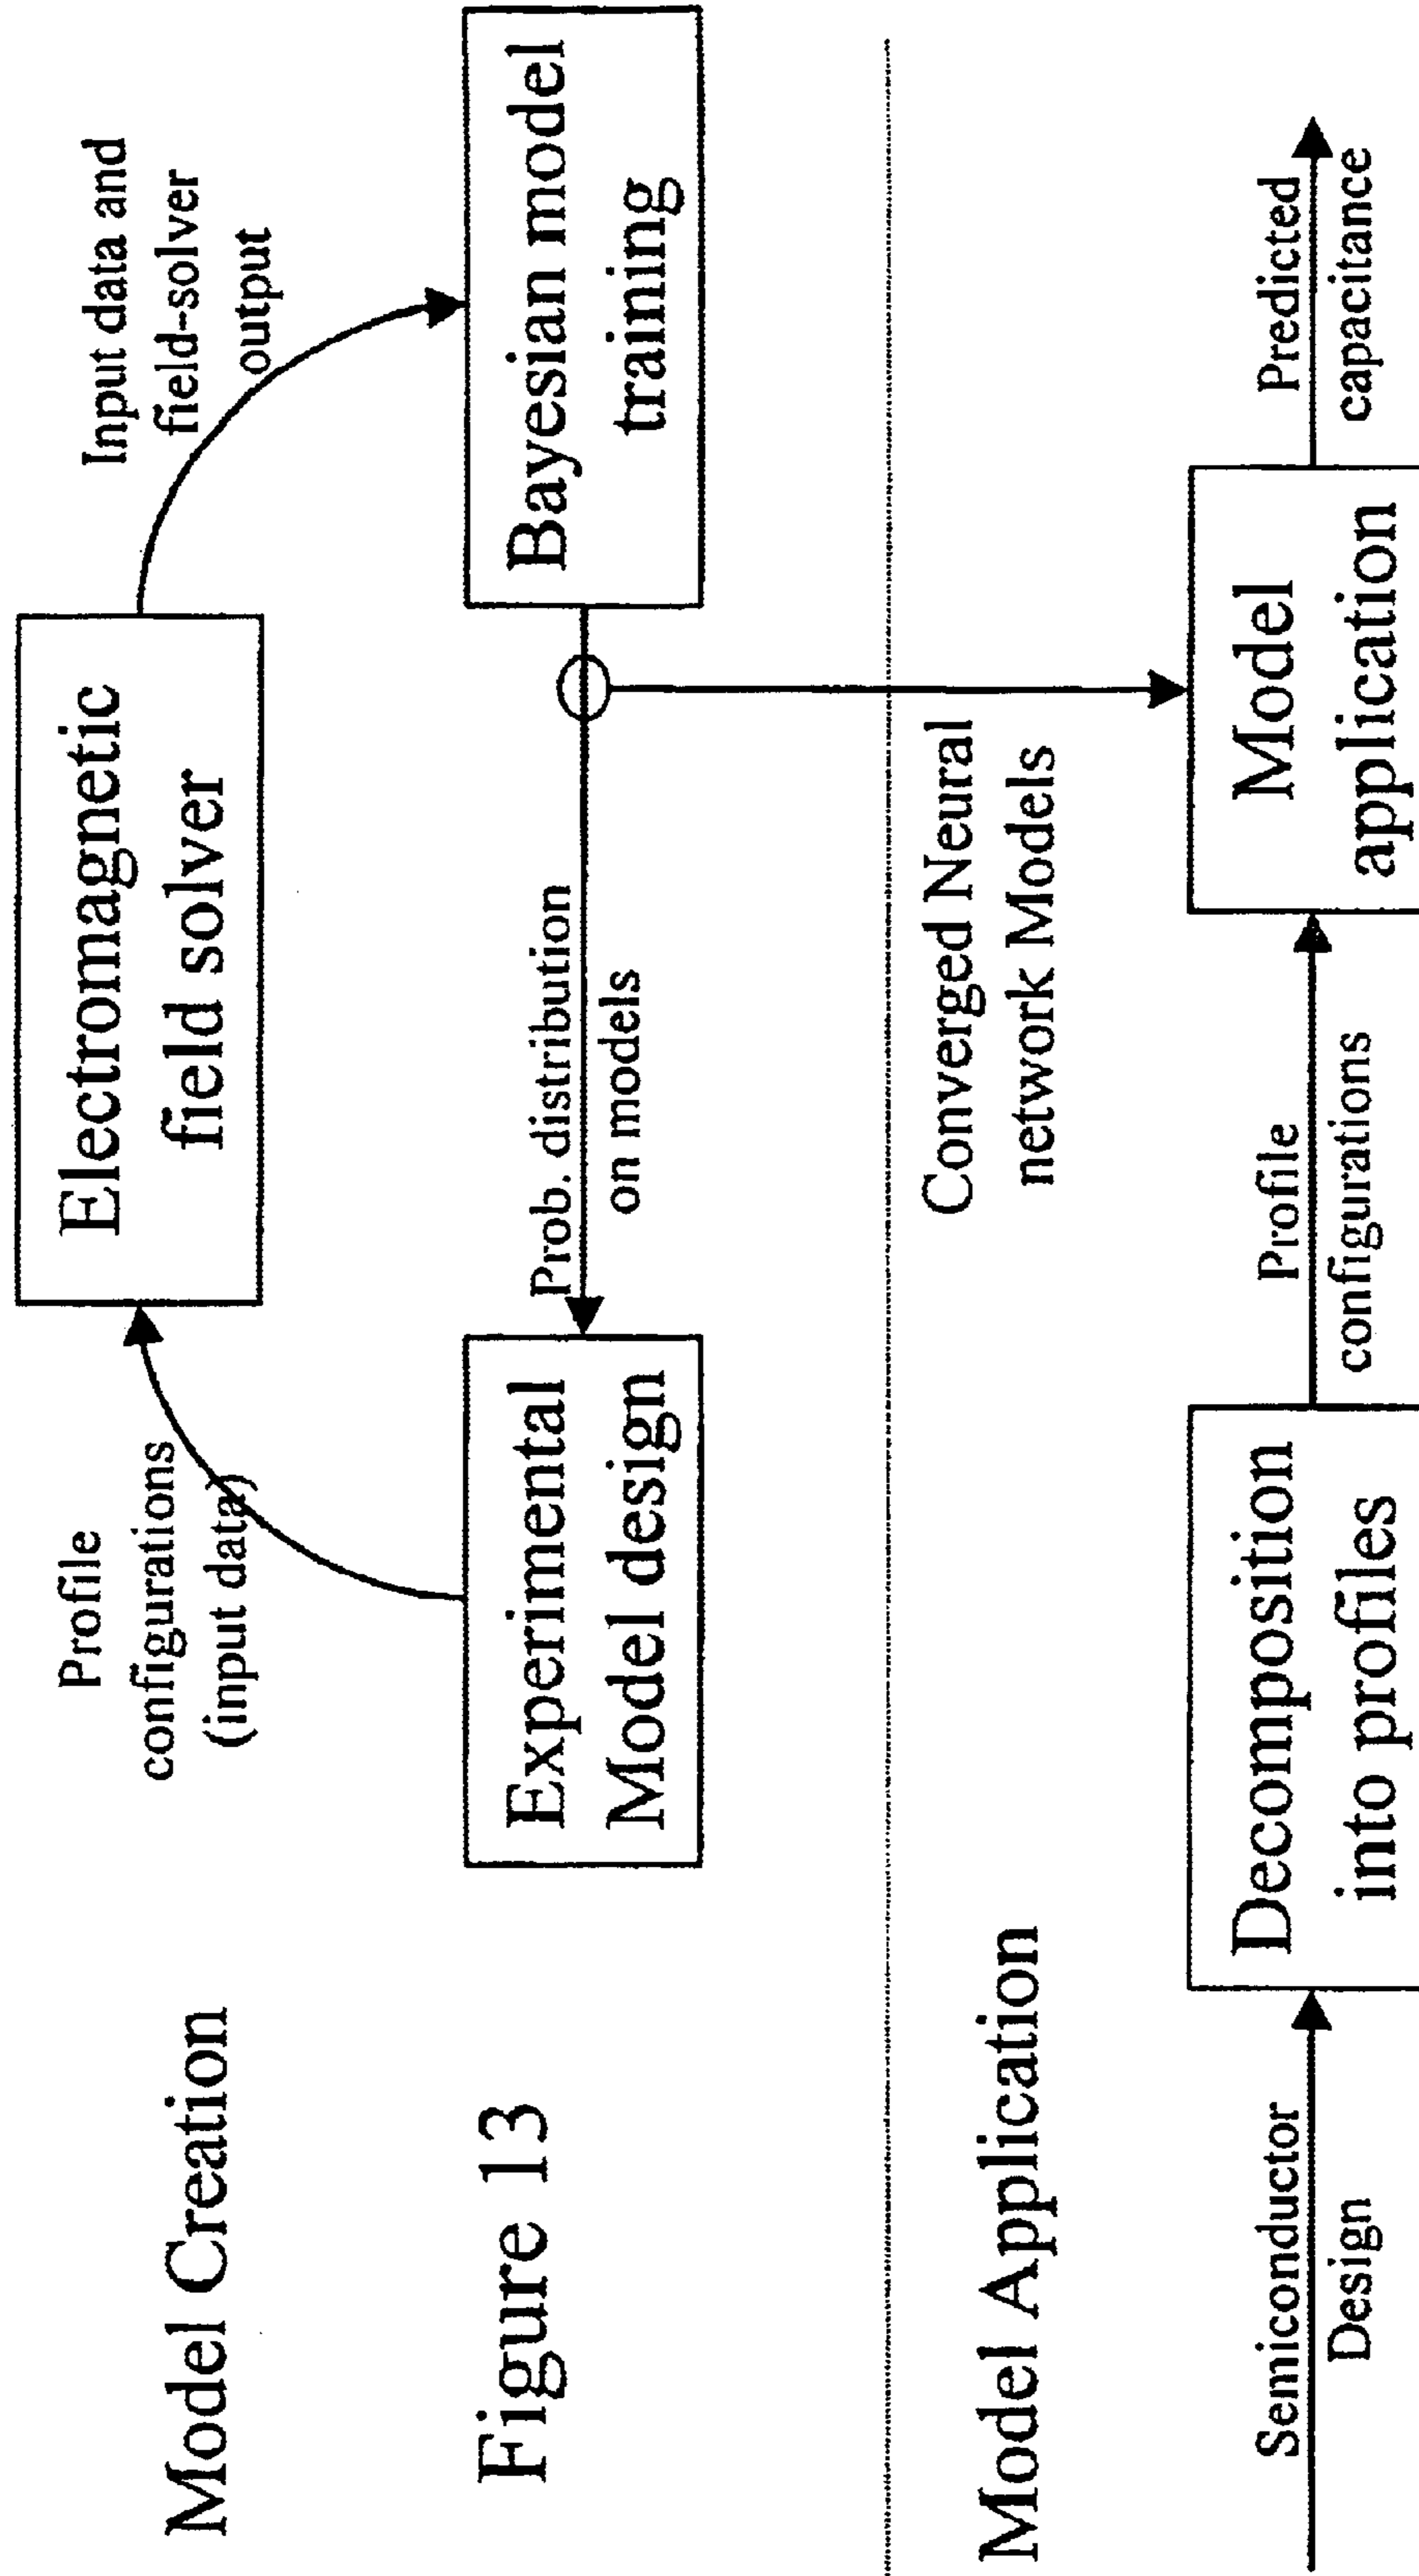 Model Creation
Figure 13
Profile
configurations
(input data)
Electromagnetic
field solver
Input data and
field-solver
output
Experimental
Model design
Prob. distribution
on models
Bayesian model
training
Converged Neural
network Models
Model Application
Semiconductor
Design
Decomposition
into profiles
Profile
configurations
Model
application
Predicted
capacitance